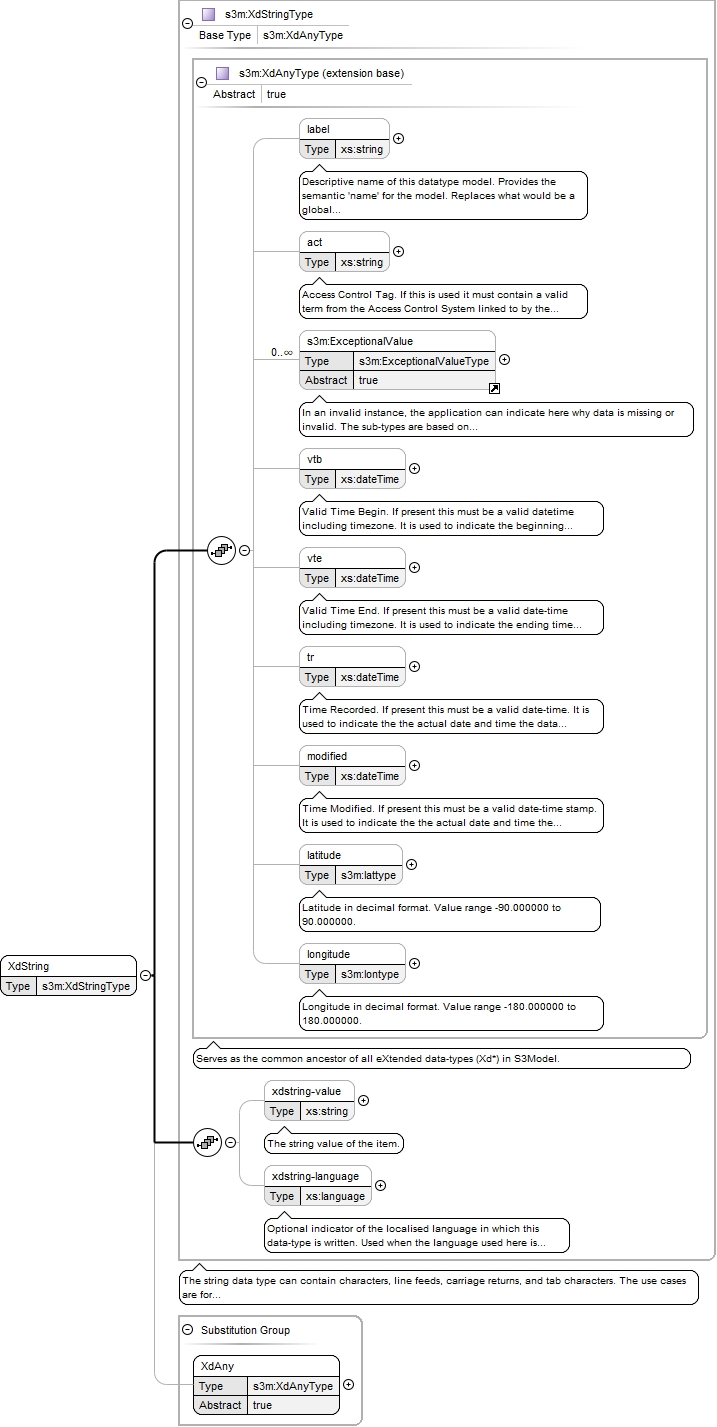 s3m:XdStringType
Base Type s3m:XdAnyType
s3m:XdAnyType (extension base)
Abstract true
label
Type xs:string
Descriptive name of this datatype model. Provides the
semantic 'name' for the model. Replaces what would be a
global...
act
Type xs:string
Access Control Tag. If this is used it must contain a valid
term from the Access Control System linked to by the...
0..∞
s3m:ExceptionalValue
Type s3m:ExceptionalValueType
Abstract true
In an invalid instance, the application can indicate here why data is missing or
invalid. The sub-types are based on...
vtb
Type xs:dateTime
Valid Time Begin. If present this must be a valid datetime
including timezone. It is used to indicate the beginning...
vte
Type xs:dateTime
Valid Time End. If present this must be a valid date-time
including timezone. It is used to indicate the ending time...
tr
Type xs:dateTime
Time Recorded. If present this must be a valid date-time. It is
used to indicate the the actual date and time the data...
modified
Type xs:dateTime
Time Modified. If present this must be a valid date-time stamp.
It is used to indicate the the actual date and time the...
latitude
Type s3m:lattype
Latitude in decimal format. Value range -90.000000 to
90.000000.
longitude
Type s3m:lontype
Longitude in decimal format. Value range -180.000000 to
180.000000.
XdString
Type s3m:XdStringType
Serves as the common ancestor of all eXtended data-types (Xd*) in S3Model.
xdstring-value
Type xs:string
The string value of the item.
xdstring-language
Type xs:language
Optional indicator of the localised language in which this
data-type is written. Used when the language used here is...
The string data type can contain characters, line feeds, carriage returns, and tab characters. The use cases
are for...
Substitution Group
XdAny
Type s3m:XdAnyType
Abstract true